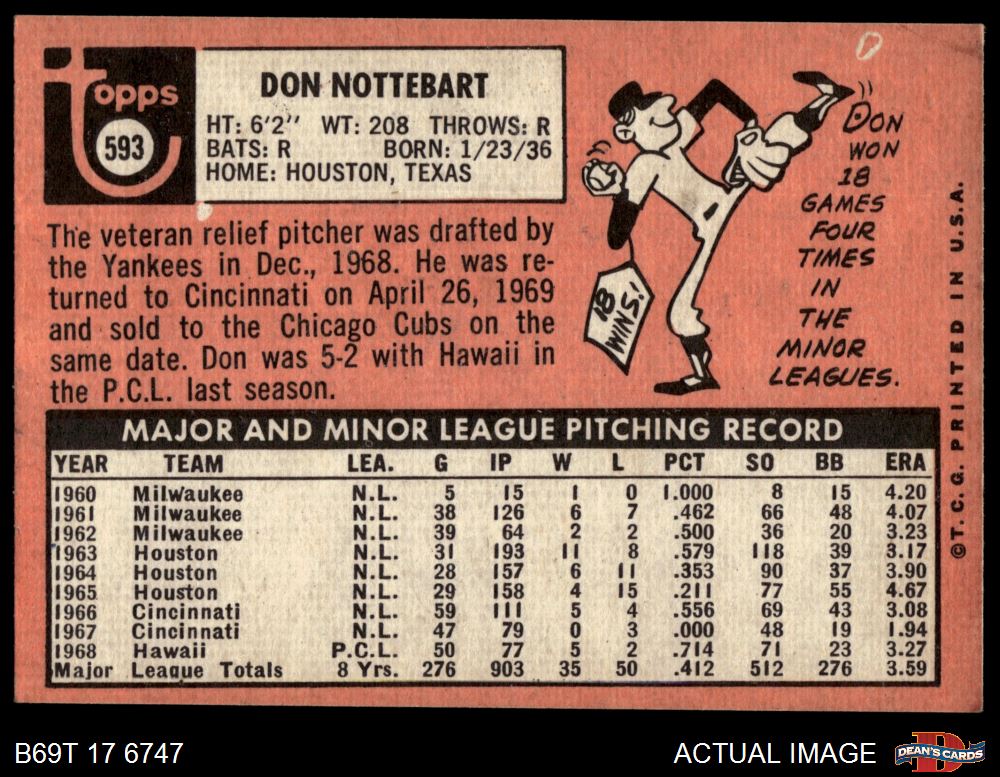 Topps
593
DON NOTTEBART
HT: 6'2" WT: 208 THROWS: R
BATS: R BORN: 1/23/36
HOME: HOUSTON, TEXAS
The veteran relief pitcher was drafted by
the Yankees in Dec., 1968. He was re-
turned to Cincinnati on April 26, 1969
and sold to the Chicago Cubs on the
same date. Don was 5-2 with Hawaii in
the P.C.L. last season.
18
WINS!
DON
WON
18
GAMES
FOUR
TIMES
IN
THE
MINOR
LEAGUES.
©T.C.G. PRINTED IN U.S.A.
MAJOR AND MINOR LEAGUE PITCHING RECORD
YEAR TEAM LEA. G IP W L PCT SO BB ERA
1960 Milwaukee N.L. 5 15 1 0 1.000 8 15 4.20
1961 Milwaukee N.L. 38 126 6 7 .462 66 48 4.07
1962 Milwaukee N.L. 39 64 2 2 .500 36 20 3.23
1963 Houston N.L. 31 193 11 8 .579 118 39 3.17
1964 Houston N.L. 28 157 6 11 .353 90 37 3.90
1965 Houston N.L. 29 158 4 15 .211 77 55 4.67
1966 Cincinnati N.L. 59 111 5 4 .556 69 43 3.08
1967 Cincinnati N.L. 47 79 0 3 .000 48 19 1.94
1968 Hawaii P.C.L. 50 77 5 2 .714 71 23 3.27
Major League Totals 8 Yrs. 276 903 35 50 .412 512 276 3.59
B69T 17 6747
ACTUAL IMAGE
DEAN'S CARDS